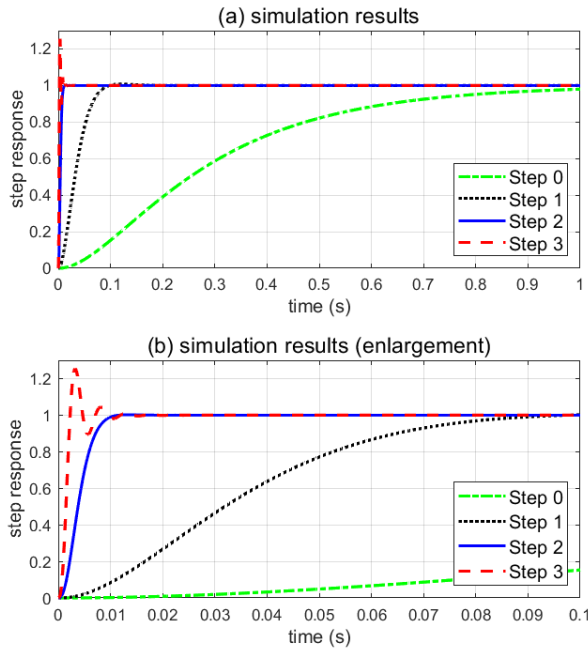 (a) simulation results
step response
1.2
1
0.8
0.6
0.4
0.2
0
0 0.1 0.2 0.3 0.4 0.5 0.6 0.7 0.8 0.9 1
time (s)
Step 0
Step 1
Step 2
Step 3
(b) simulation results (enlargement)
step response
1.2
1
0.8
0.6
0.4
0.2
0
0 0.01 0.02 0.03 0.04 0.05 0.06 0.07 0.08 0.09 0.1
time (s)
Step 0
Step 1
Step 2
Step 3